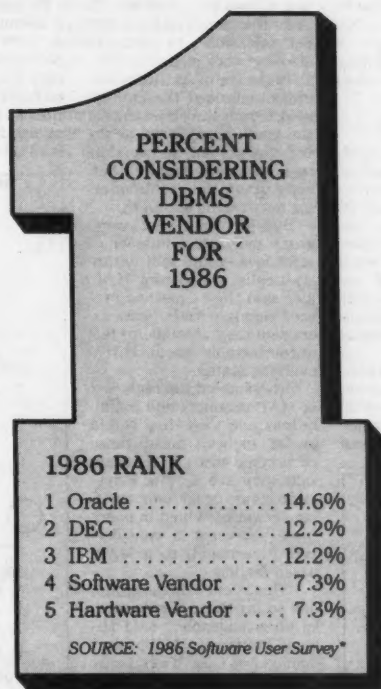 PERCENT
CONSIDERING
DBMS
VENDOR
FOR
1986
1986 RANK
1 Oracle . . . . . . . . . . . . 14.6%
2 DEC . . . . . . . . . . . . . 12.2%
3 IBM . . . . . . . . . . . . . 12.2%
4 Software Vendor . . . . . 7.3%
5 Hardware Vendor . . . . 7.3%
SOURCE: 1986 Software User Survey*